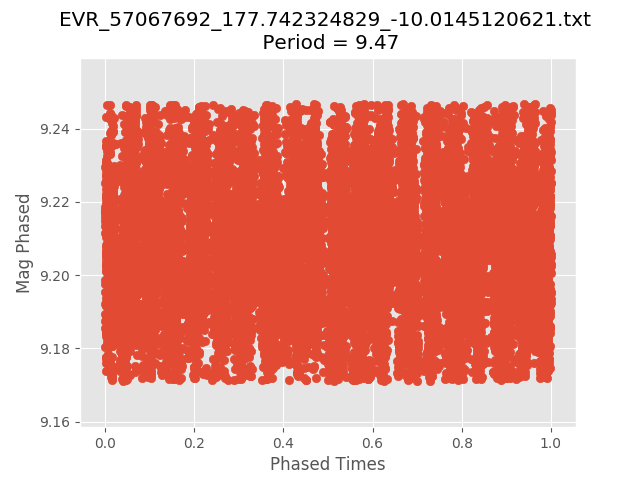 EVR_57067692_177.742324829_-10.0145120621.txt
Period = 9.47
9.24
9.22
9.20
9.18
9.16
Mag Phased
0.0 0.2 0.4 0.6 0.8 1.0
Phased Times